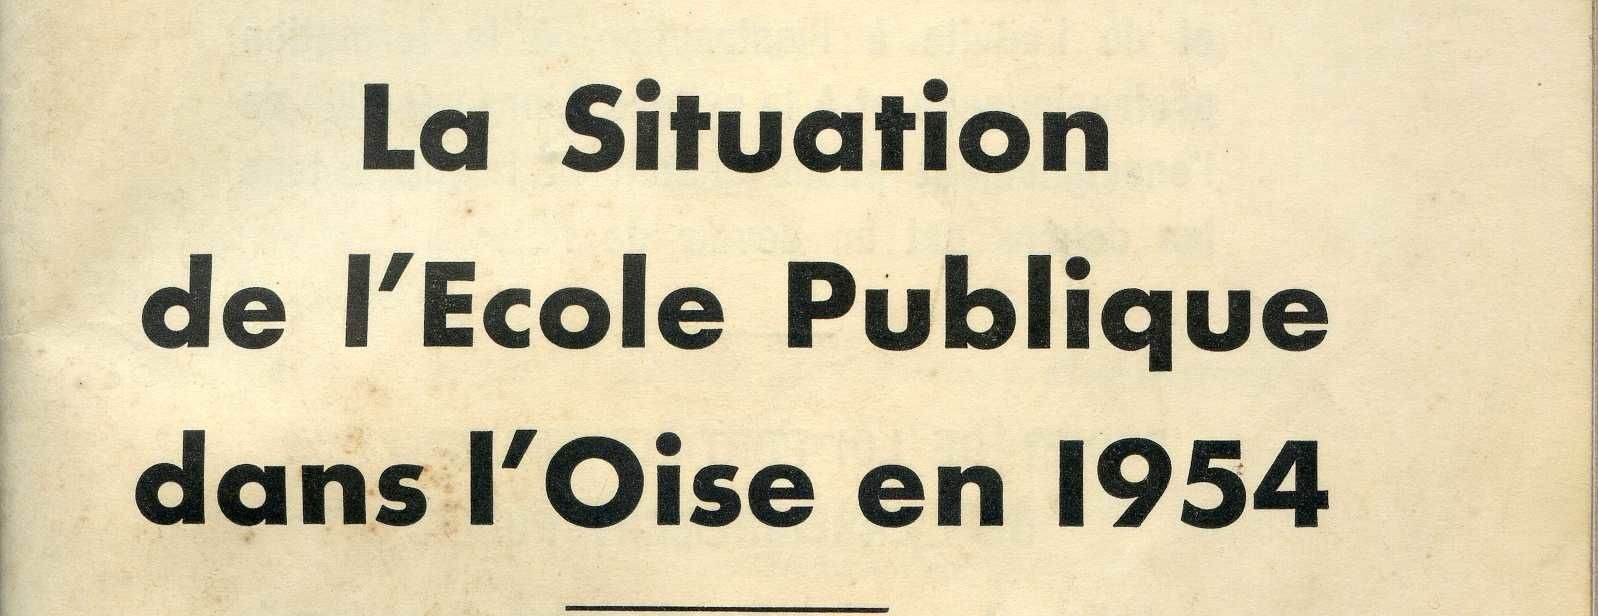 La Situation
de l'Ecole Publique
dans l'Oise en 1954